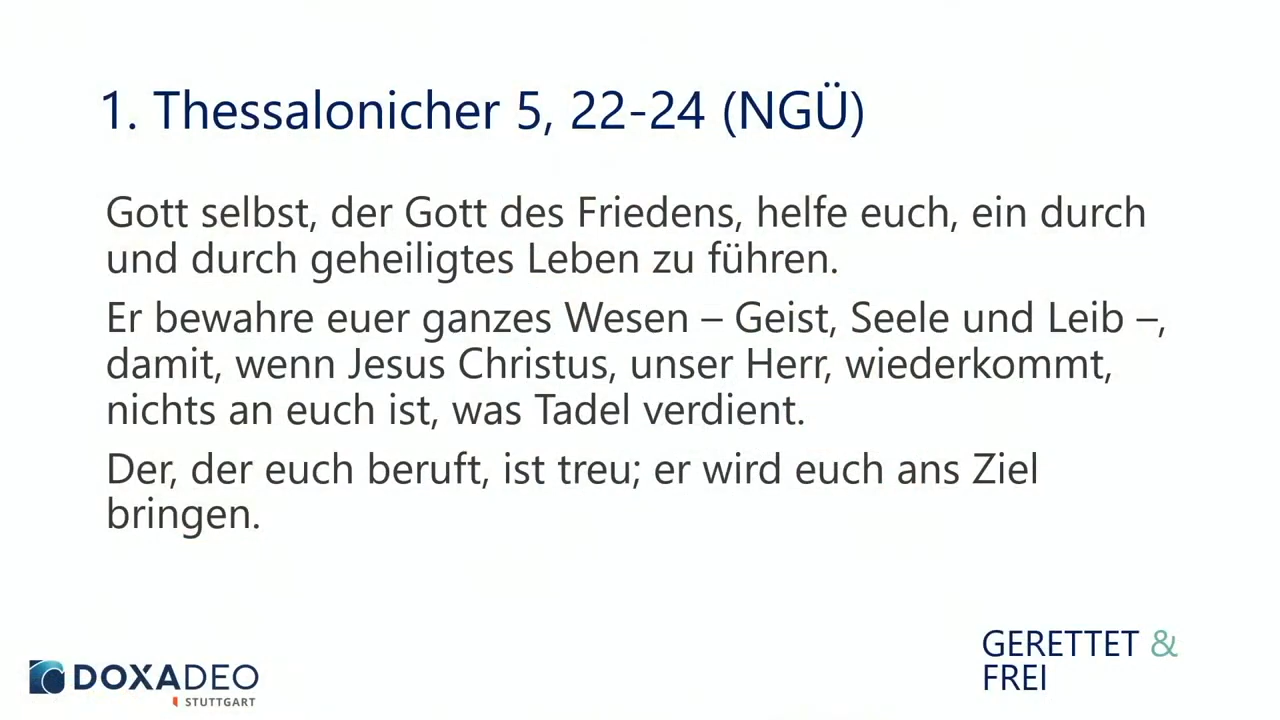 1. Thessalonicher 5, 22-24 (NGÜ)
Gott selbst, der Gott des Friedens, helfe euch, ein durch
und durch geheiligtes Leben zu führen.
Er bewahre euer ganzes Wesen – Geist, Seele und Leib –,
damit, wenn Jesus Christus, unser Herr, wiederkommt,
nichts an euch ist, was Tadel verdient.
Der, der euch beruft, ist treu; er wird euch ans Ziel
bringen.
GERETTET &
FREI
DOXADEO
STUTTGART